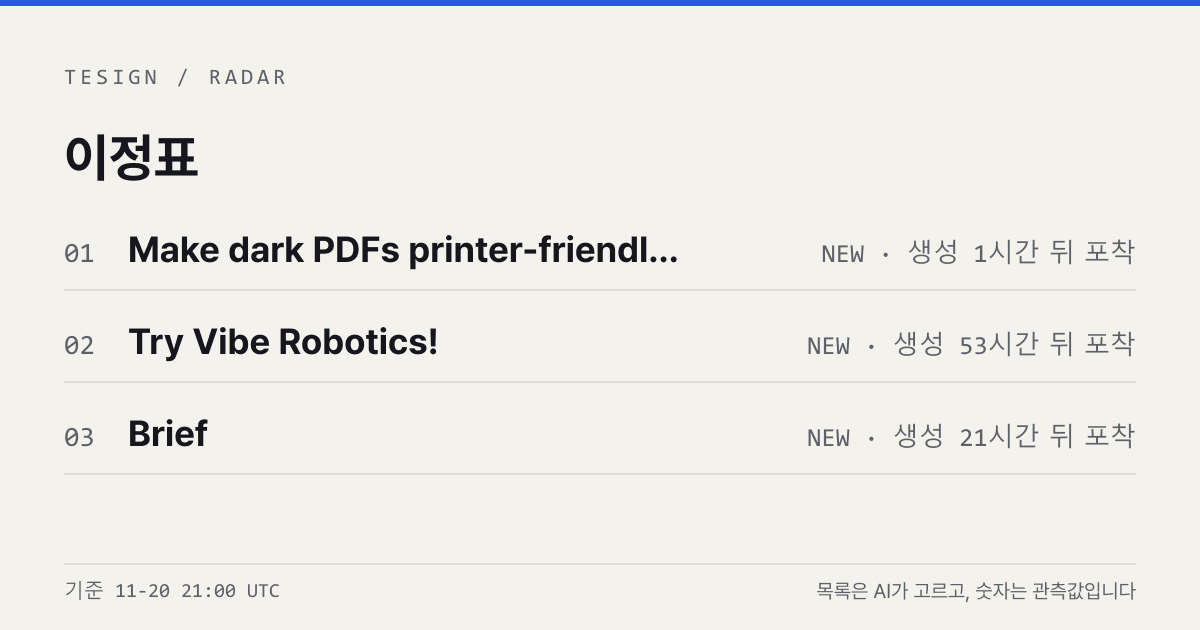 TESIGN / RADAR
이정표
01 Make dark PDFs printer-friendl... NEW · 생성 1시간 뒤 포착
02 Try Vibe Robotics! NEW · 생성 53시간 뒤 포착
03 Brief NEW · 생성 21시간 뒤 포착
기준 11-20 21:00 UTC 목록은 AI가 고르고, 숫자는 관측값입니다